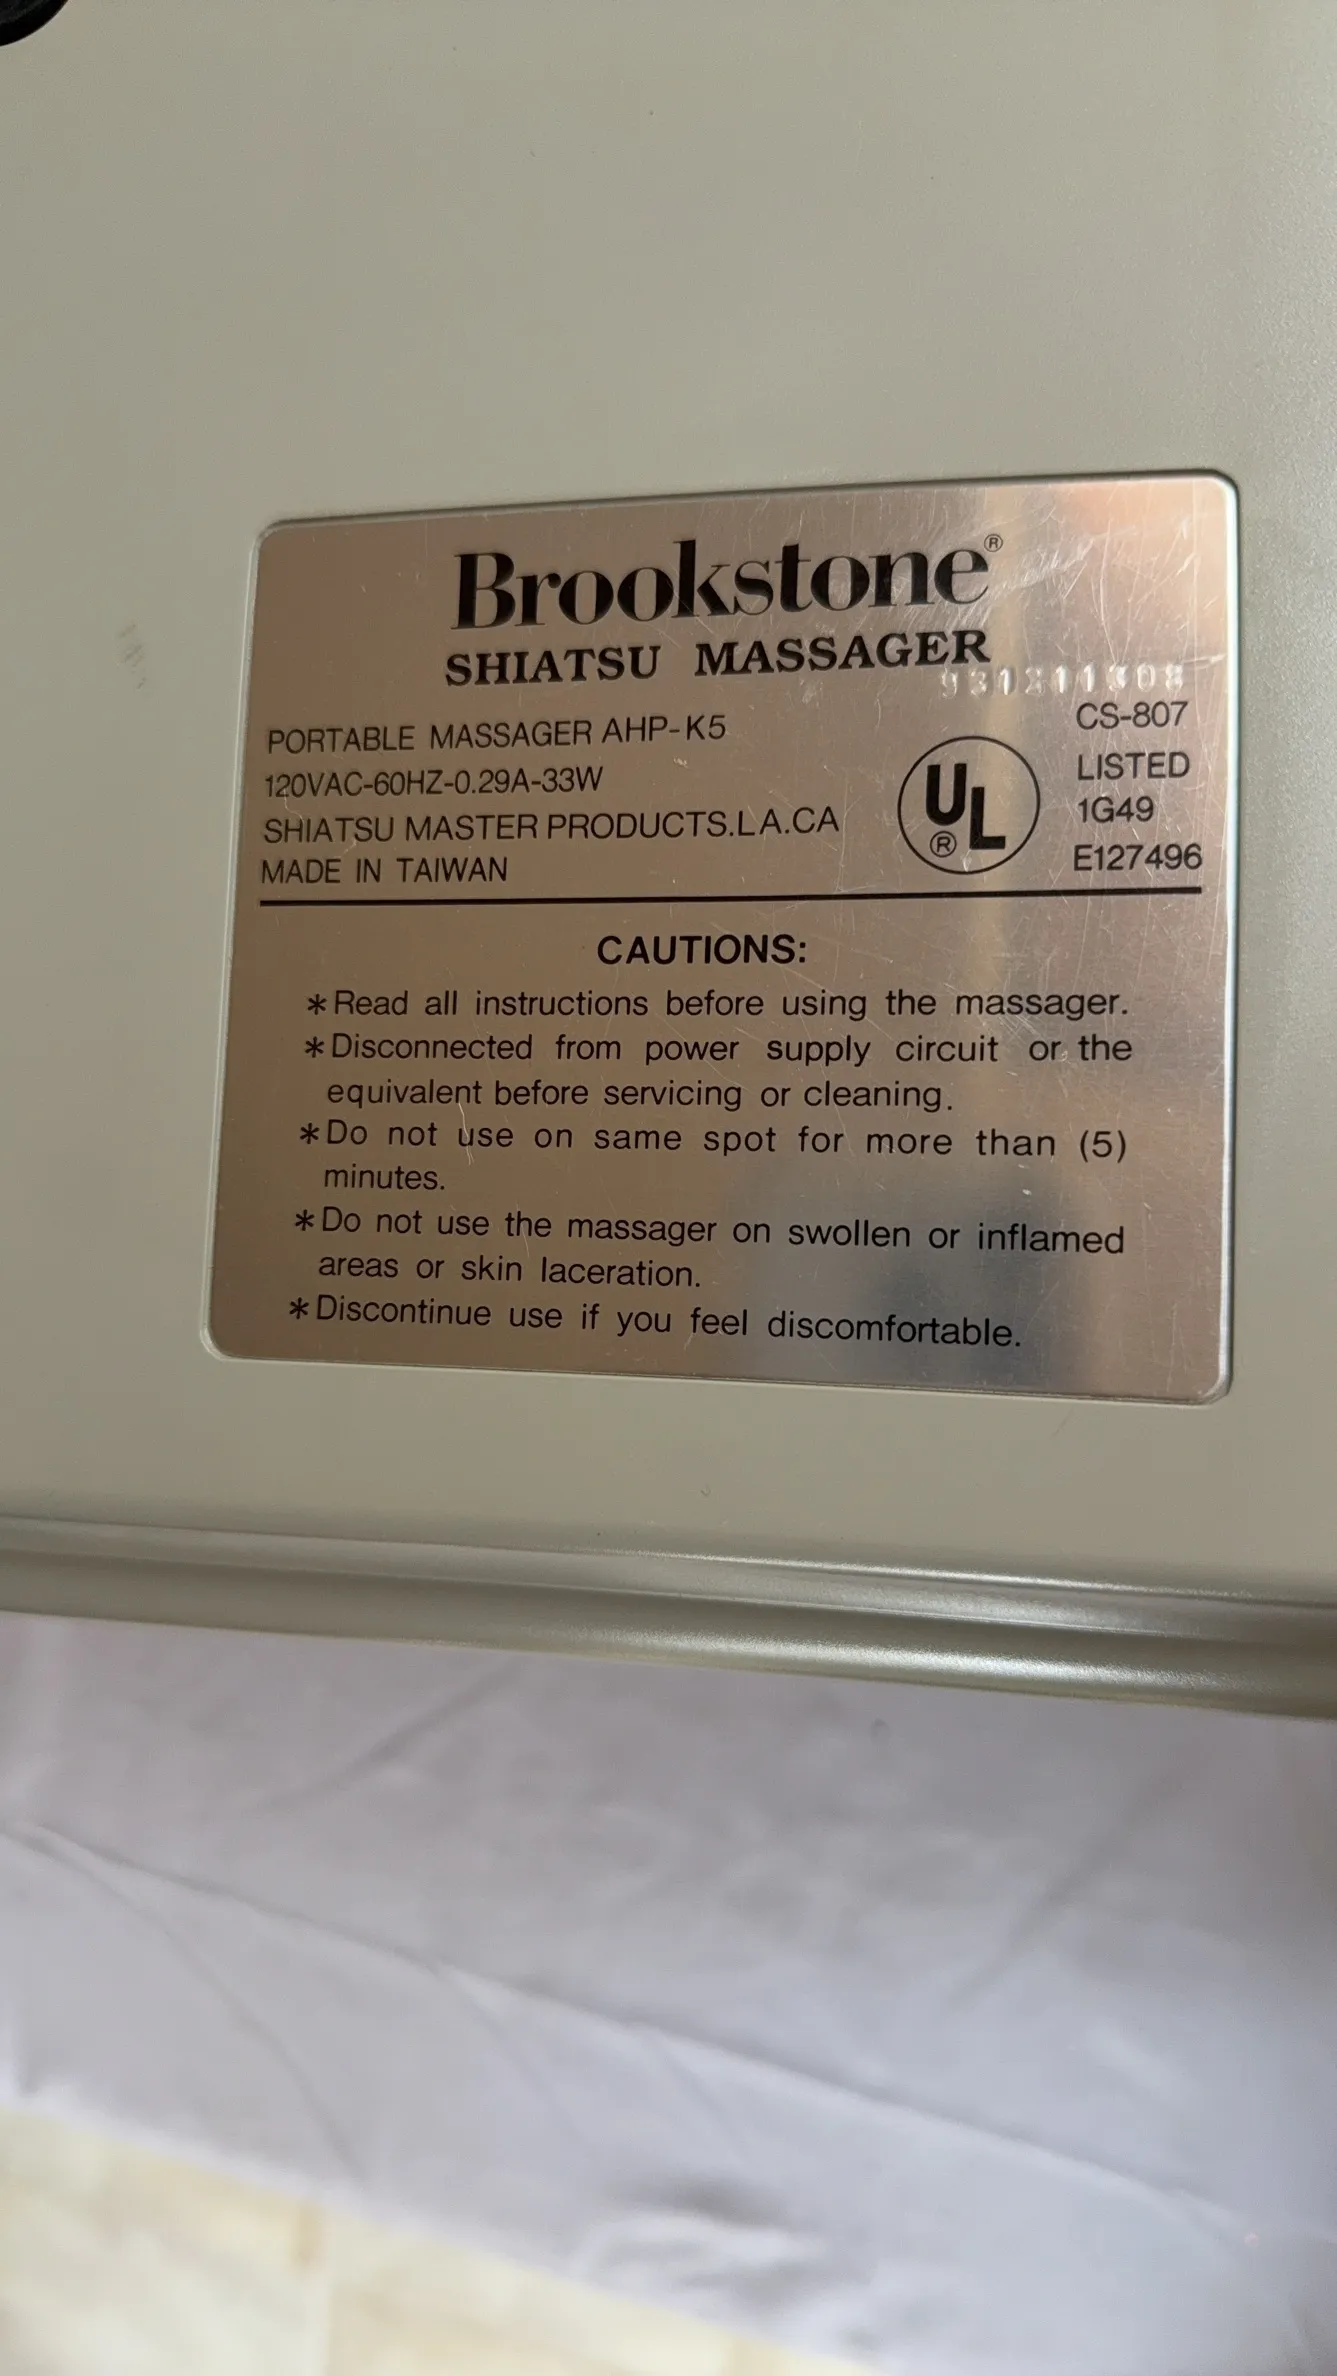 Brookstone®
SHIATSU MASSAGER
PORTABLE MASSAGER AHP-K5
120VAC-60HZ-0.29A-33W
SHIATSU MASTER PRODUCTS.LA.CA
MADE IN TAIWAN
CS-807
UL®
LISTED
1G49
E127496
CAUTIONS:
*Read all instructions before using the massager.
*Disconnected from power supply circuit or the
equivalent before servicing or cleaning.
*Do not use on same spot for more than (5)
minutes.
*Do not use the massager on swollen or inflamed
areas or skin laceration.
*Discontinue use if you feel discomfortable.